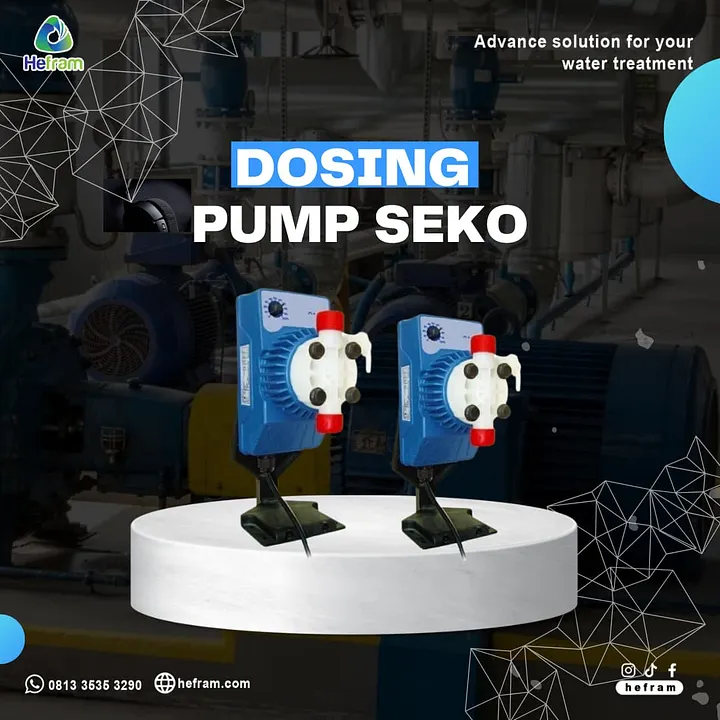 Hefram
Advance solution for your
water treatment
DOSING
PUMP SEKO
0813 3535 3290
hefram.com
hefram